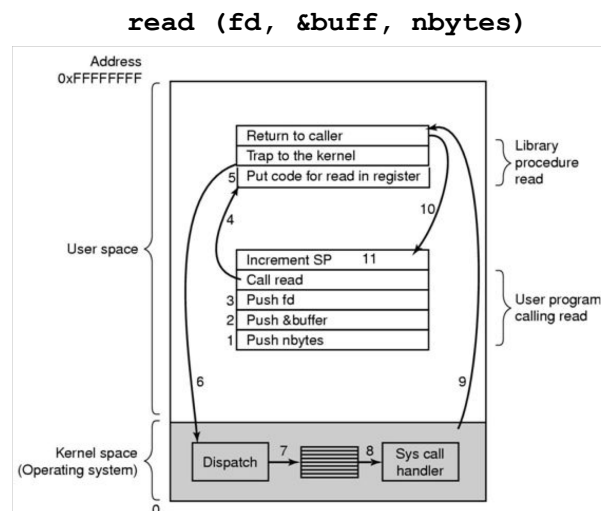 read (fd, &buff, nbytes)
Address
0xFFFFFFFF
Return to caller
Trap to the kernel
5 Put code for read in register
Library
procedure
read
4
10
User space
Increment SP 11
Call read
3 Push fd
2 Push &buffer
1 Push nbytes
User program
calling read
6
9
Kernel space
(Operating system)
Dispatch
7
8
Sys call
handler
0